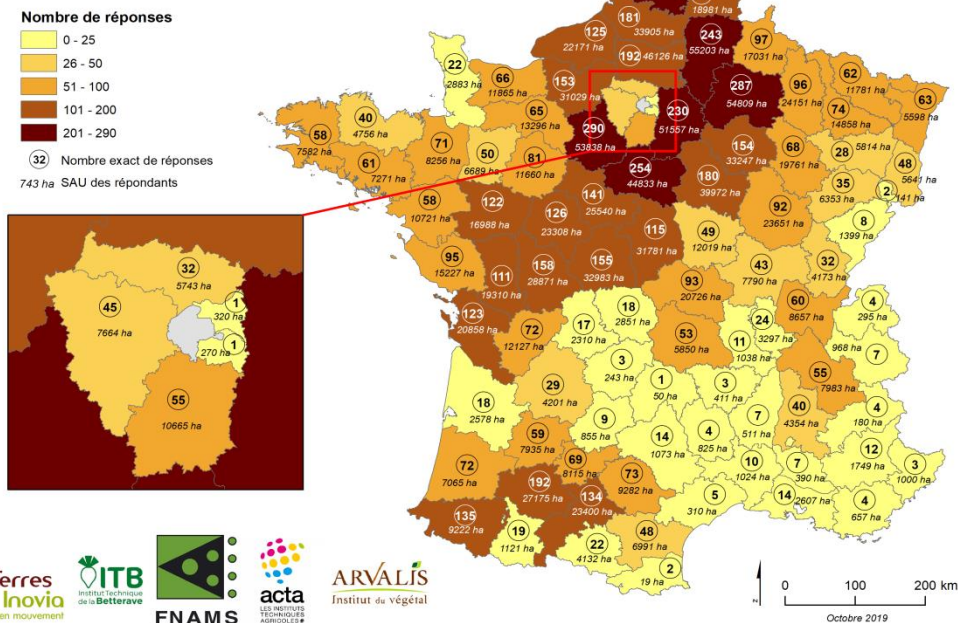 Nombre de réponses
0 - 25
26 - 50
51 - 100
101 - 200
201 - 290
32 Nombre exact de réponses
743 ha SAU des répondants
18981 ha
181
33905 ha
125
22171 ha
192 46126 ha
243
55203 ha
97
17031 ha
22
2883 ha
66
11865 ha
153
31029 ha
287
54809 ha
96
24151 ha
62
11781 ha
63
5598 ha
74
14858 ha
65
13296 ha
230
51557 ha
290
53838 ha
58
7582 ha
40
4756 ha
61
7271 ha
71
8256 ha
50
6689 ha
81
11660 ha
254
44833 ha
154
33247 ha
180
39972 ha
68
19761 ha
28 5814 ha
48
5641 ha
35
6353 ha
2
141 ha
92
23651 ha
8
1399 ha
58
10721 ha
122
16988 ha
126
23308 ha
141
25540 ha
115
31781 ha
49
12019 ha
43
7790 ha
32
4173 ha
95
15227 ha
111
19310 ha
158
28871 ha
155
32983 ha
93
20726 ha
60
8657 ha
4
295 ha
123
20858 ha
72
12127 ha
17
2310 ha
18
2851 ha
53
5850 ha
11
1038 ha
24
3297 ha
968 ha
7
3
243 ha
1
50 ha
3
411 ha
55
7983 ha
18
2578 ha
29
4201 ha
9
855 ha
14
1073 ha
4
825 ha
7
511 ha
40
4354 ha
4
180 ha
12
1749 ha
3
1000 ha
59
7935 ha
72
7065 ha
69
8115 ha
73
9282 ha
10
1024 ha
7
390 ha
192
27175 ha
134
23400 ha
5
310 ha
14 2607 ha
4
657 ha
135
9222 ha
19
1121 ha
22
4132 ha
48
6991 ha
2
19 ha
32
5743 ha
45
7664 ha
1
320 ha
270 ha 1
55
10665 ha
Inovia
en mouvement
ITB
Institut Technique
de la Betterave
FNAMS
acta
LES INSTITUTS
TECHNIQUES
AGRICOLES
ARVALIS
Institut du végétal
0 100 200 km
Octobre 2019